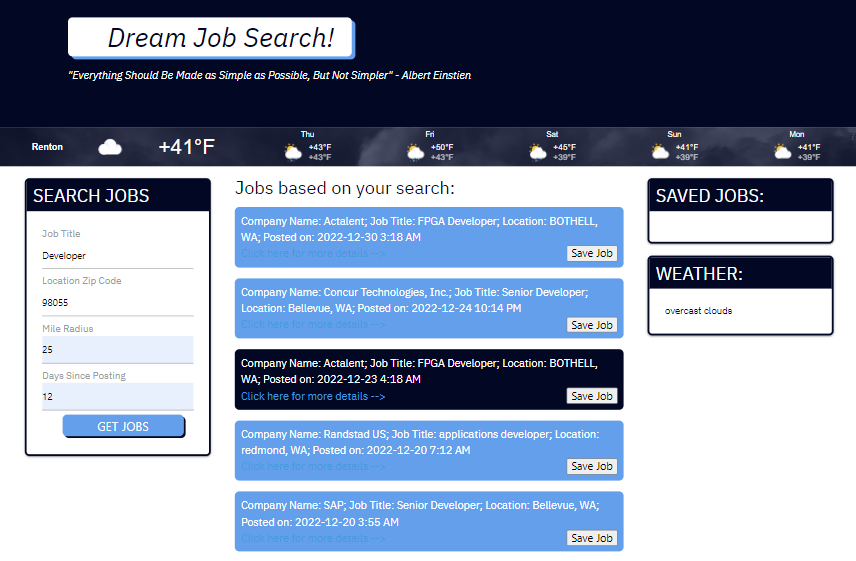 Dream Job Search!
"Everything Should Be Made as Simple as Possible, But Not Simpler" - Albert Einstien
Renton
+41°F
Thu
+43°F
+43°F
Fri
+50°F
+43°F
Sat
+45°F
+39°F
Sun
+41°F
+39°F
Mon
+41°F
+39°F
SEARCH JOBS
Job Title
Developer
Location Zip Code
98055
Mile Radius
25
Days Since Posting
12
GET JOBS
Jobs based on your search:
Company Name: Actalent; Job Title: FPGA Developer; Location: BOTHELL,
WA; Posted on: 2022-12-30 3:18 AM
Click here for more details -->
Save Job
Company Name: Concur Technologies, Inc.; Job Title: Senior Developer;
Location: Bellevue, WA; Posted on: 2022-12-24 10:14 PM
Click here for more details -->
Save Job
Company Name: Actalent; Job Title: FPGA Developer; Location: BOTHELL,
WA; Posted on: 2022-12-23 4:18 AM
Click here for more details -->
Save Job
Company Name: Randstad US; Job Title: applications developer; Location:
redmond, WA; Posted on: 2022-12-20 7:12 AM
Click here for more details -->
Save Job
Company Name: SAP; Job Title: Senior Developer; Location: Bellevue, WA;
Posted on: 2022-12-20 3:55 AM
Click here for more details -->
Save Job
SAVED JOBS:
WEATHER:
overcast clouds